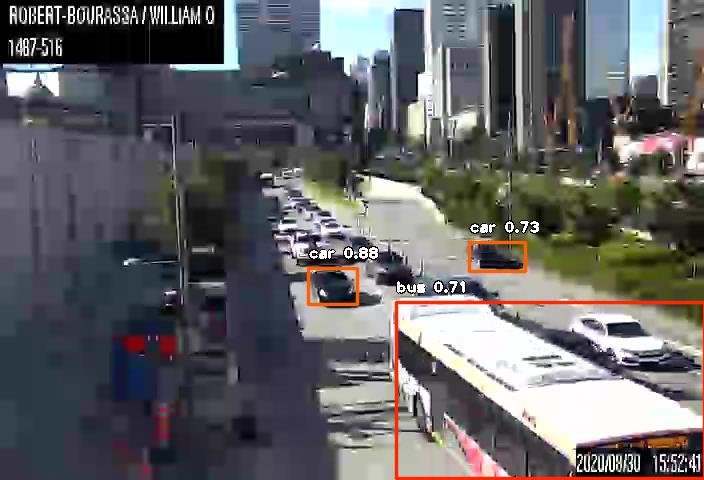 ROBERT-BOURASSA / WILLIAM O
1487-516
car 0.73
car 0.88
bus 0.71
2020/08/30 15:52:41